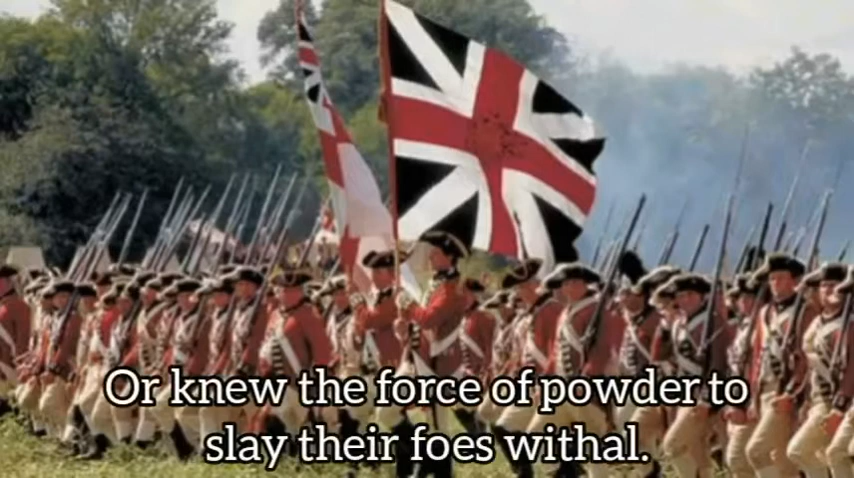 Or knew the force of powder to
slay their foes withal.